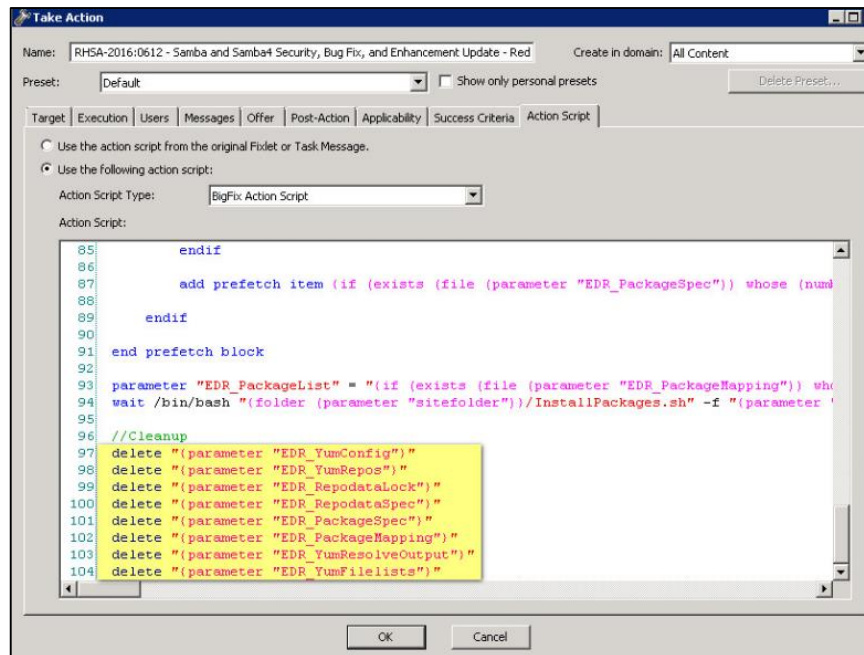 Take Action
Name: RHSA-2016:0612 - Samba and Samba4 Security, Bug Fix, and Enhancement Update - Red Create in domain: All Content
Preset: Default Show only personal presets Delete Preset...
Target Execution Users Messages Offer Post-Action Applicability Success Criteria Action Script
Use the action script from the original Fixlet or Task Message.
Use the following action script:
Action Script Type: BigFix Action Script
Action Script:
85 endif
86
87 add prefetch item {if (exists (file (parameter "EDR_PackageSpec")) whose (numb
88
89 endif
90
91 end prefetch block
92
93 parameter "EDR_PackageList" = "{if (exists (file (parameter "EDR_PackageMapping")) who
94 wait /bin/bash "{folder (parameter "sitefolder")}/InstallPackages.sh" -f "{parameter "
95
96 //Cleanup
97 delete "{parameter "EDR_YumConfig"}"
98 delete "{parameter "EDR_YumRepos"}"
99 delete "{parameter "EDR_RepodataLock"}"
100 delete "{parameter "EDR_RepodataSpec"}"
101 delete "{parameter "EDR_PackageSpec"}"
102 delete "{parameter "EDR_PackageMapping"}"
103 delete "{parameter "EDR_YumResolveOutput"}"
104 delete "{parameter "EDR_YumFilelists"}"
OK Cancel